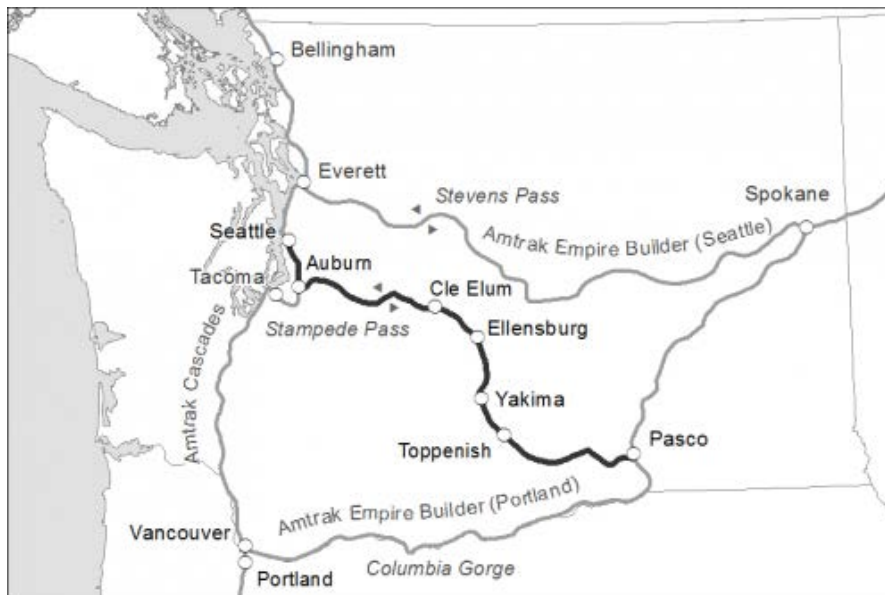 Bellingham
Everett
Stevens Pass
Spokane
Seattle
Amtrak Empire Builder (Seattle)
Auburn
Tacoma
Cle Elum
Stampede Pass
Ellensburg
Amtrak Cascades
Yakima
Toppenish
Pasco
Amtrak Empire Builder (Portland)
Vancouver
Columbia Gorge
Portland